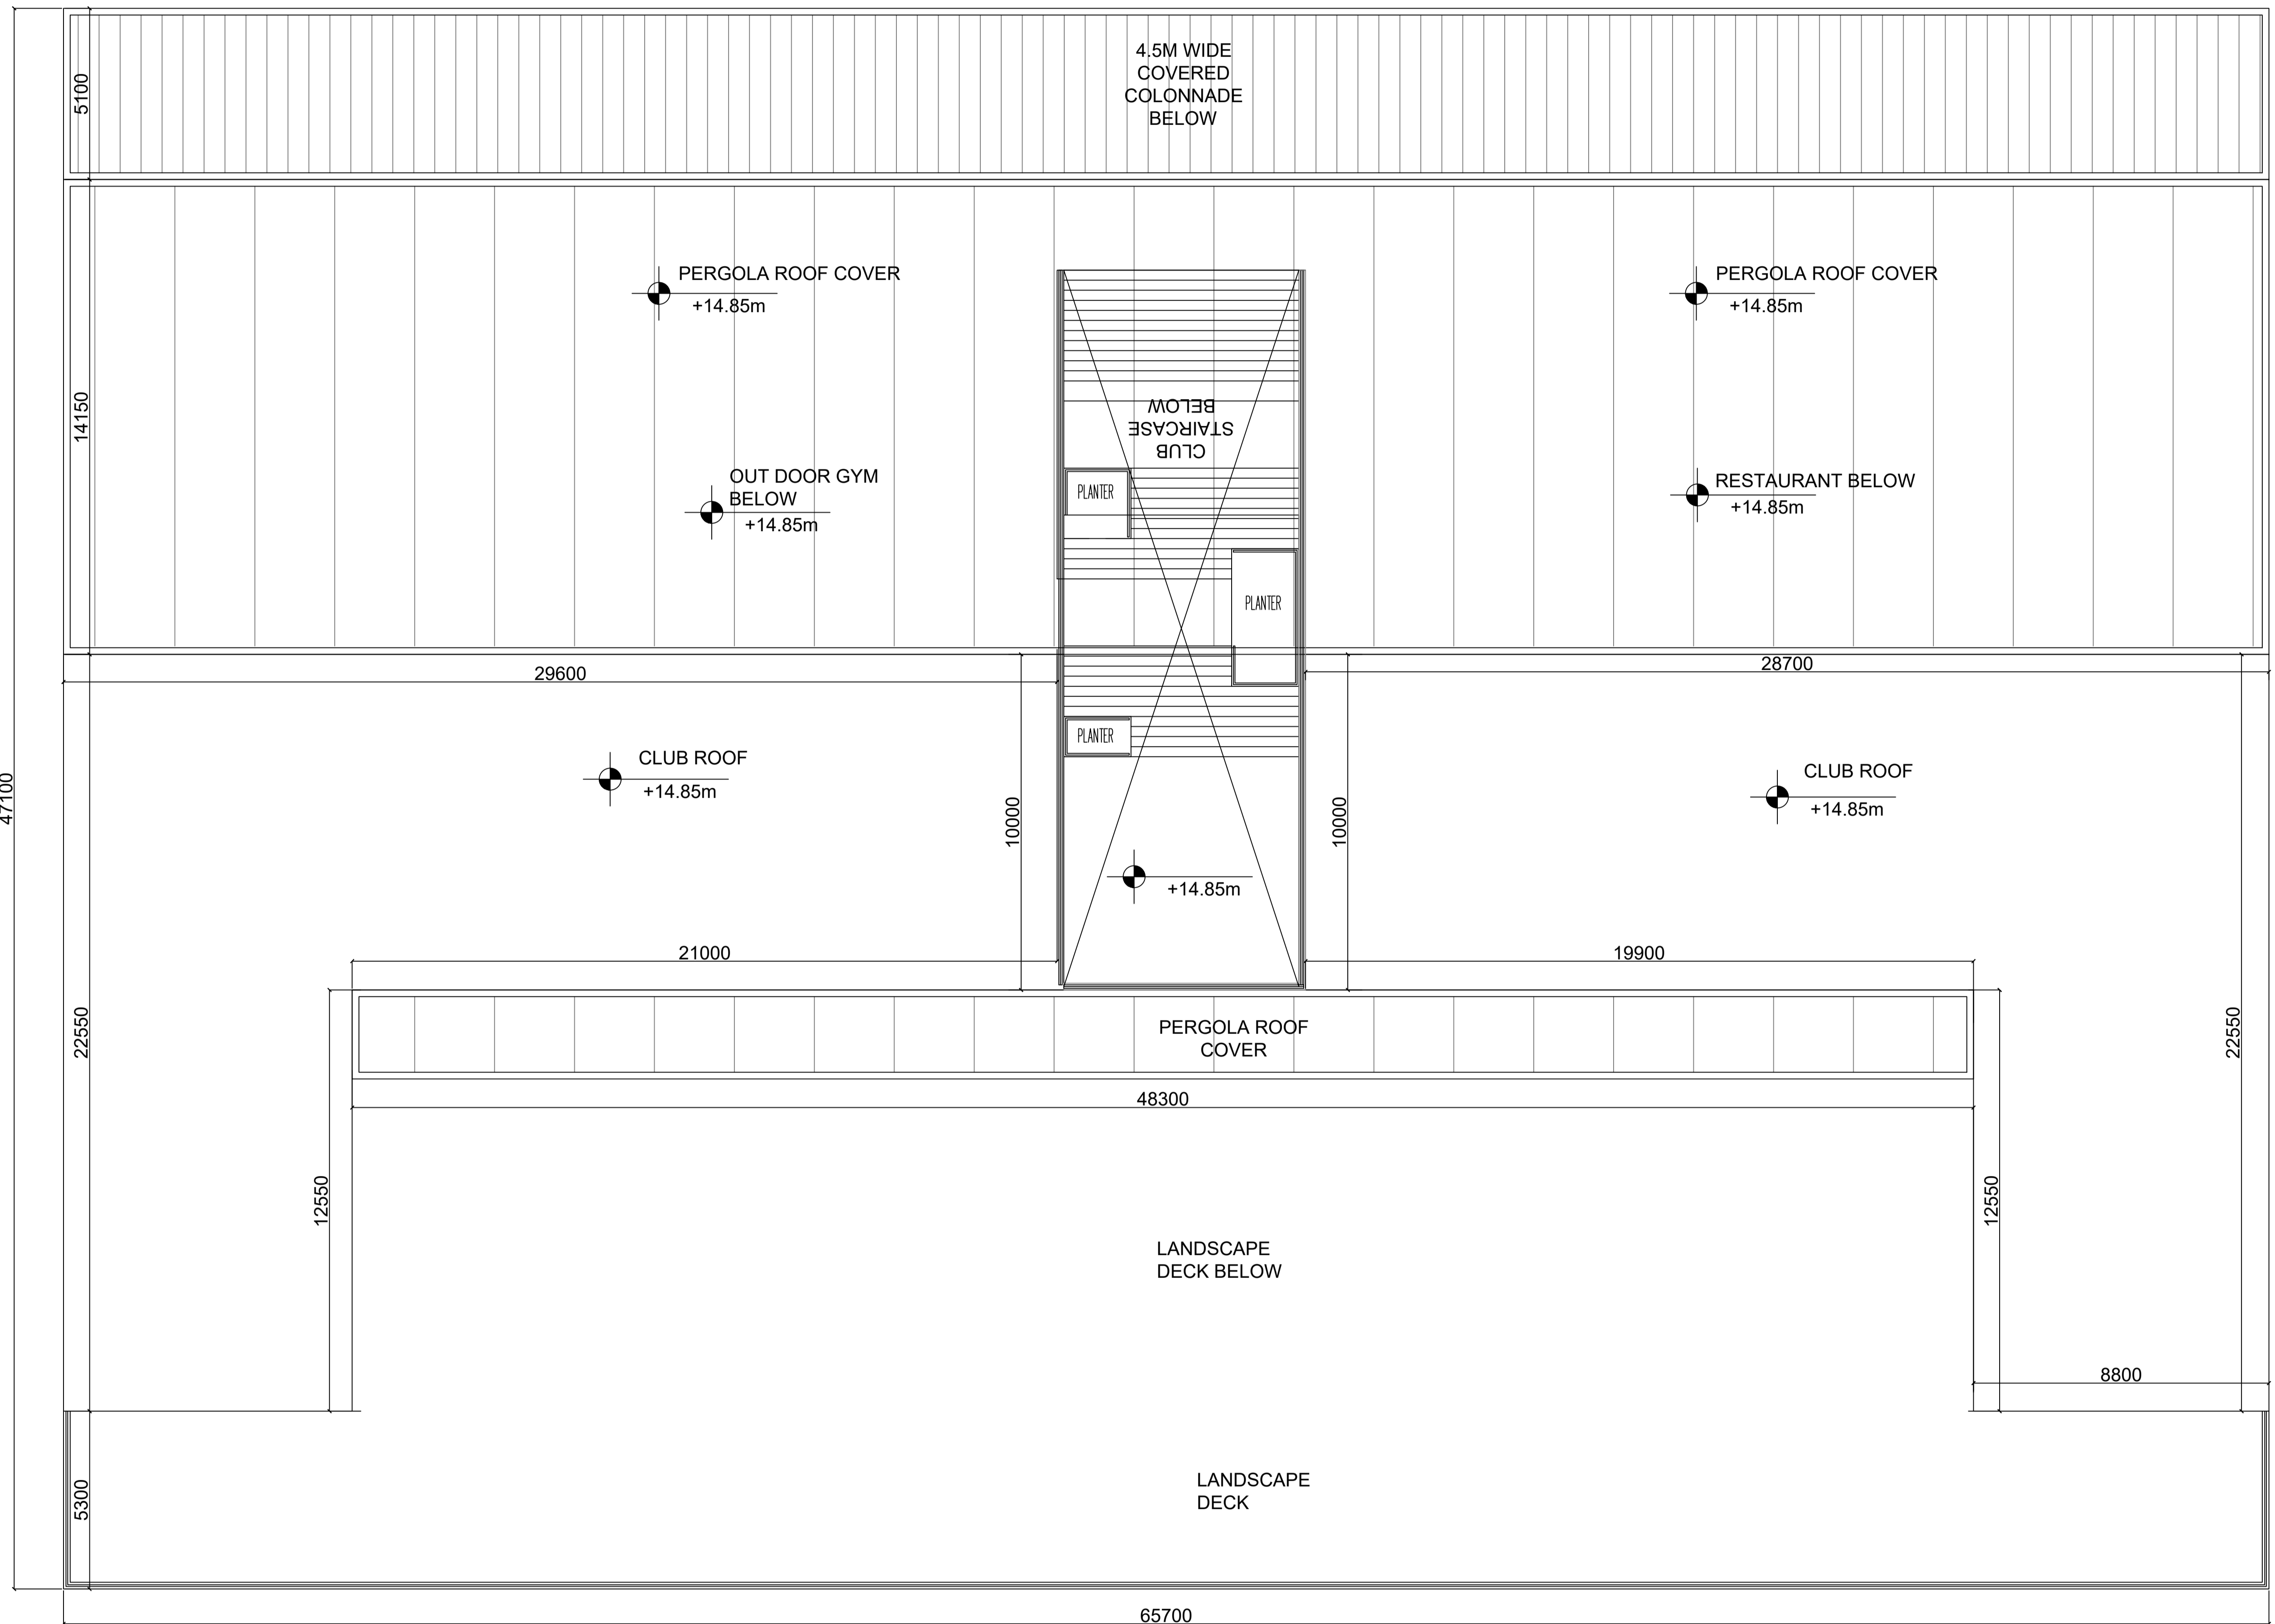 4.5M WIDE
COVERED
COLONNADE
BELOW
5100
PERGOLA ROOF COVER
+14.85m
PERGOLA ROOF COVER
+14.85m
14150
CLUB
STAIRCASE
BELOW
OUT DOOR GYM
BELOW
+14.85m
PLANTER
RESTAURANT BELOW
+14.85m
PLANTER
29600
28700
PLANTER
CLUB ROOF
+14.85m
CLUB ROOF
+14.85m
47100
10000
10000
+14.85m
21000
19900
22550
PERGOLA ROOF
COVER
22550
48300
12550
12550
LANDSCAPE
DECK BELOW
8800
5300
LANDSCAPE
DECK
65700